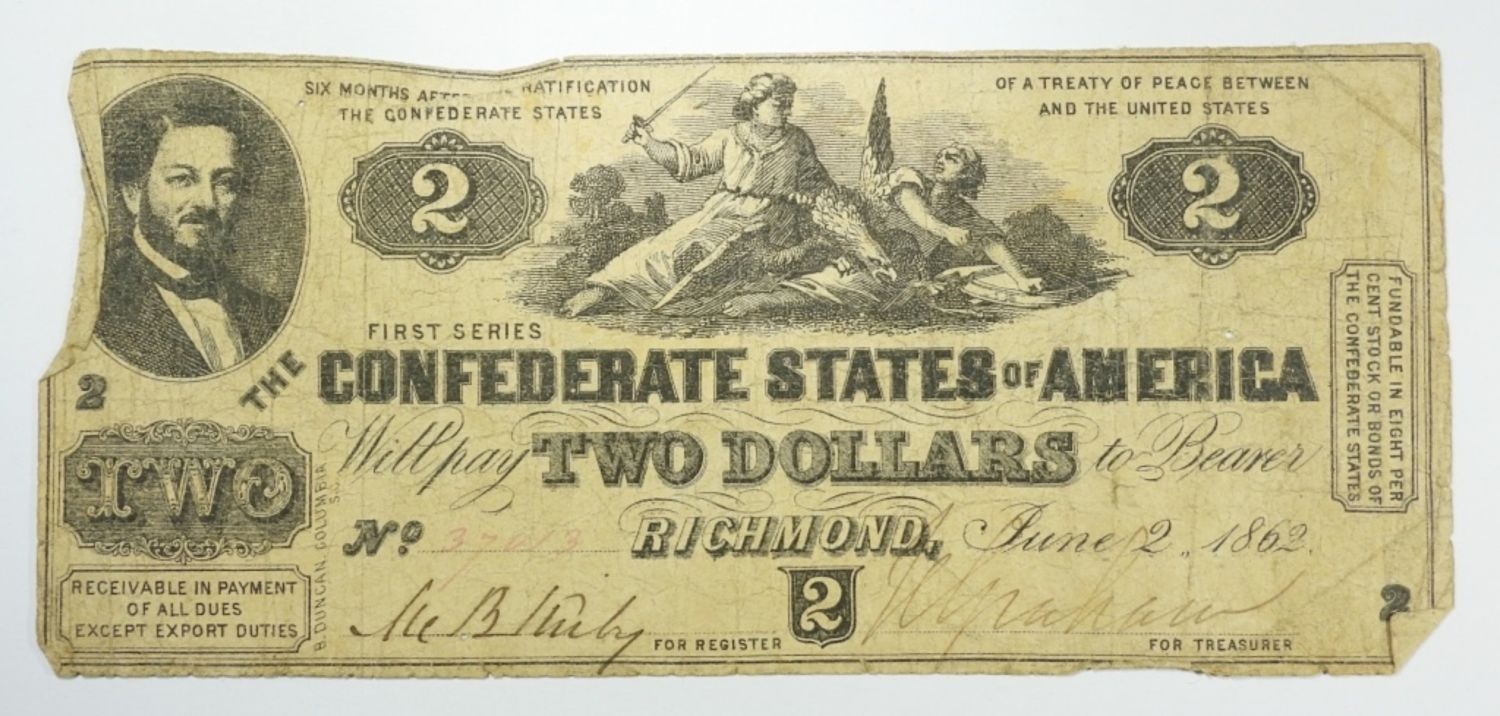 SIX MONTHS AFTER RATIFICATION
OF A TREATY OF PEACE BETWEEN
THE CONFEDERATE STATES
AND THE UNITED STATES
2
2
FIRST SERIES
THE CONFEDERATE STATES OF AMERICA
2
Will pay TWO DOLLARS to Bearer
TWO
No 37013
RICHMOND, June 2, 1862.
RECEIVABLE IN PAYMENT
OF ALL DUES
EXCEPT EXPORT DUTIES
B. DUNCAN. COLUMBIA S.C.
FOR REGISTER
2
FOR TREASURER
2
FUNDABLE IN EIGHT PER
CENT STOCK OR BONDS OF
THE CONFEDERATE STATES